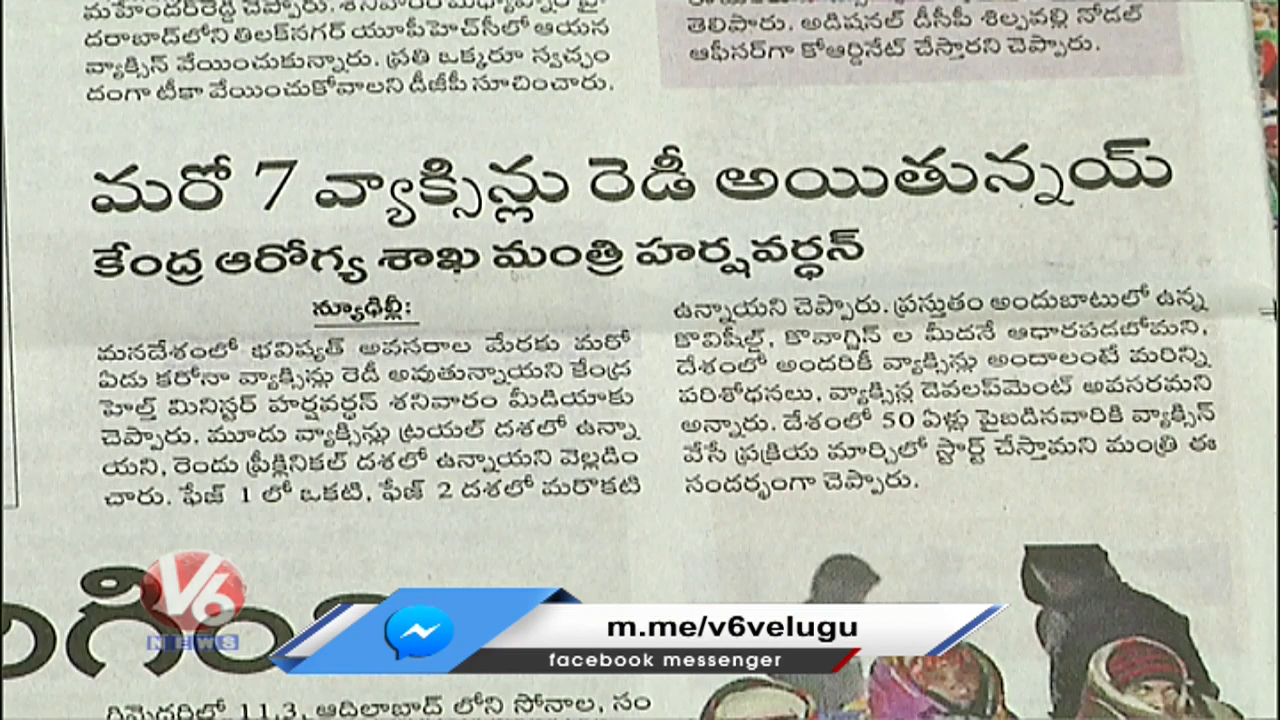 మహేందర్‌రెడ్డి చెప్పారు. శనివారం మధ్యాహ్నం హై
దరాబాద్‌లోని తిలక్‌నగర్ యూపీహెచ్‌సీలో ఆయన
వ్యాక్సిన్ వేయించుకున్నారు. ప్రతి ఒక్కరూ స్వచ్ఛం
దంగా టీకా వేయించుకోవాలని డీజీపీ సూచించారు.
తెలిపారు. అడిషనల్ డీసీపీ శిల్పవల్లి నోడల్
ఆఫీసర్‌గా కోఆర్డినేట్ చేస్తారని చెప్పారు.
మరో 7 వ్యాక్సిన్లు రెడీ అయితున్నయ్
కేంద్ర ఆరోగ్య శాఖ మంత్రి హర్షవర్ధన్
న్యూఢిల్లీ:
మనదేశంలో భవిష్యత్ అవసరాల మేరకు మరో
ఏడు కరోనా వ్యాక్సిన్లు రెడీ అవుతున్నాయని కేంద్ర
హెల్త్ మినిస్టర్ హర్షవర్ధన్ శనివారం మీడియాకు
చెప్పారు. మూడు వ్యాక్సిన్లు ట్రయల్ దశలో ఉన్నా
యని, రెండు ప్రీక్లినికల్ దశలో ఉన్నాయని వెల్లడిం
చారు. ఫేజ్ 1 లో ఒకటి, ఫేజ్ 2 దశలో మరొకటి
ఉన్నాయని చెప్పారు. ప్రస్తుతం అందుబాటులో ఉన్న
కొవిషీల్డ్, కొవాగ్జిన్ ల మీదనే ఆధారపడబోమని,
దేశంలో అందరికీ వ్యాక్సిన్లు అందాలంటే మరిన్ని
పరిశోధనలు, వ్యాక్సిన్ల డెవలప్‌మెంట్ అవసరమని
అన్నారు. దేశంలో 50 ఏళ్లు పైబడినవారికి వ్యాక్సిన్
వేసే ప్రక్రియ మార్చిలో స్టార్ట్ చేస్తామని మంత్రి ఈ
సందర్భంగా చెప్పారు.
V6
NEWS
m.me/v6velugu
facebook messenger
11.3, ఆదిలాబాద్ లోని సోనాల, సం